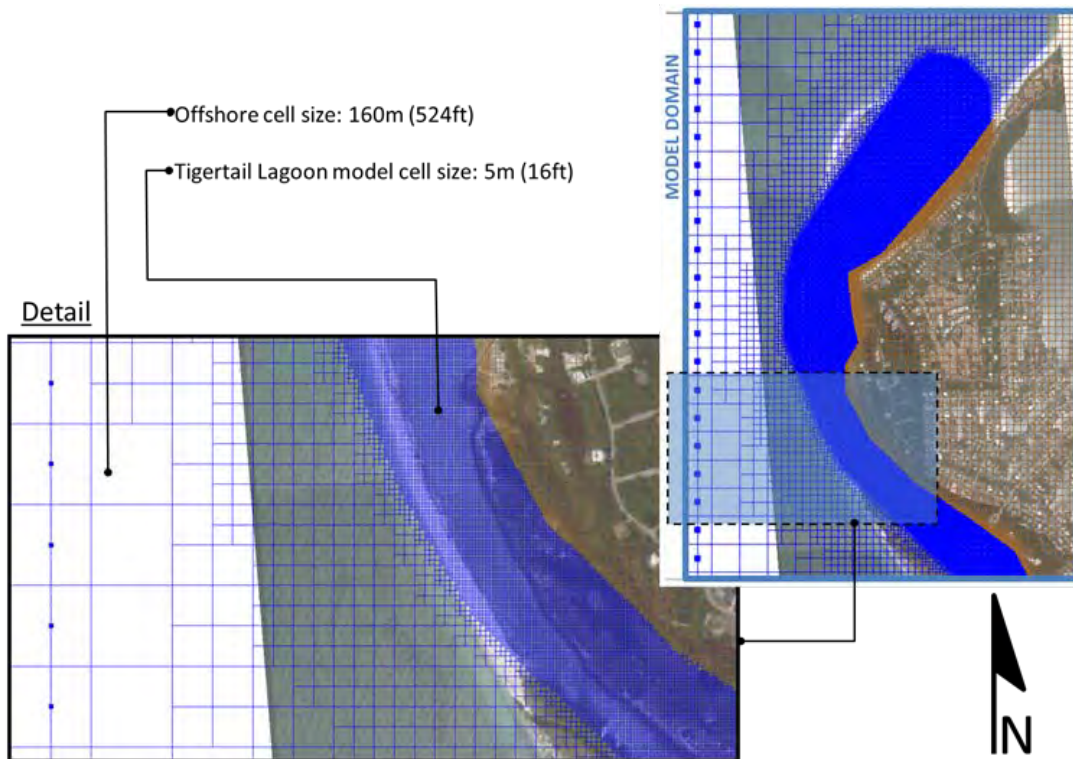 Offshore cell size: 160m (524ft)
Tigertail Lagoon model cell size: 5m (16ft)
Detail
MODEL DOMAIN
N